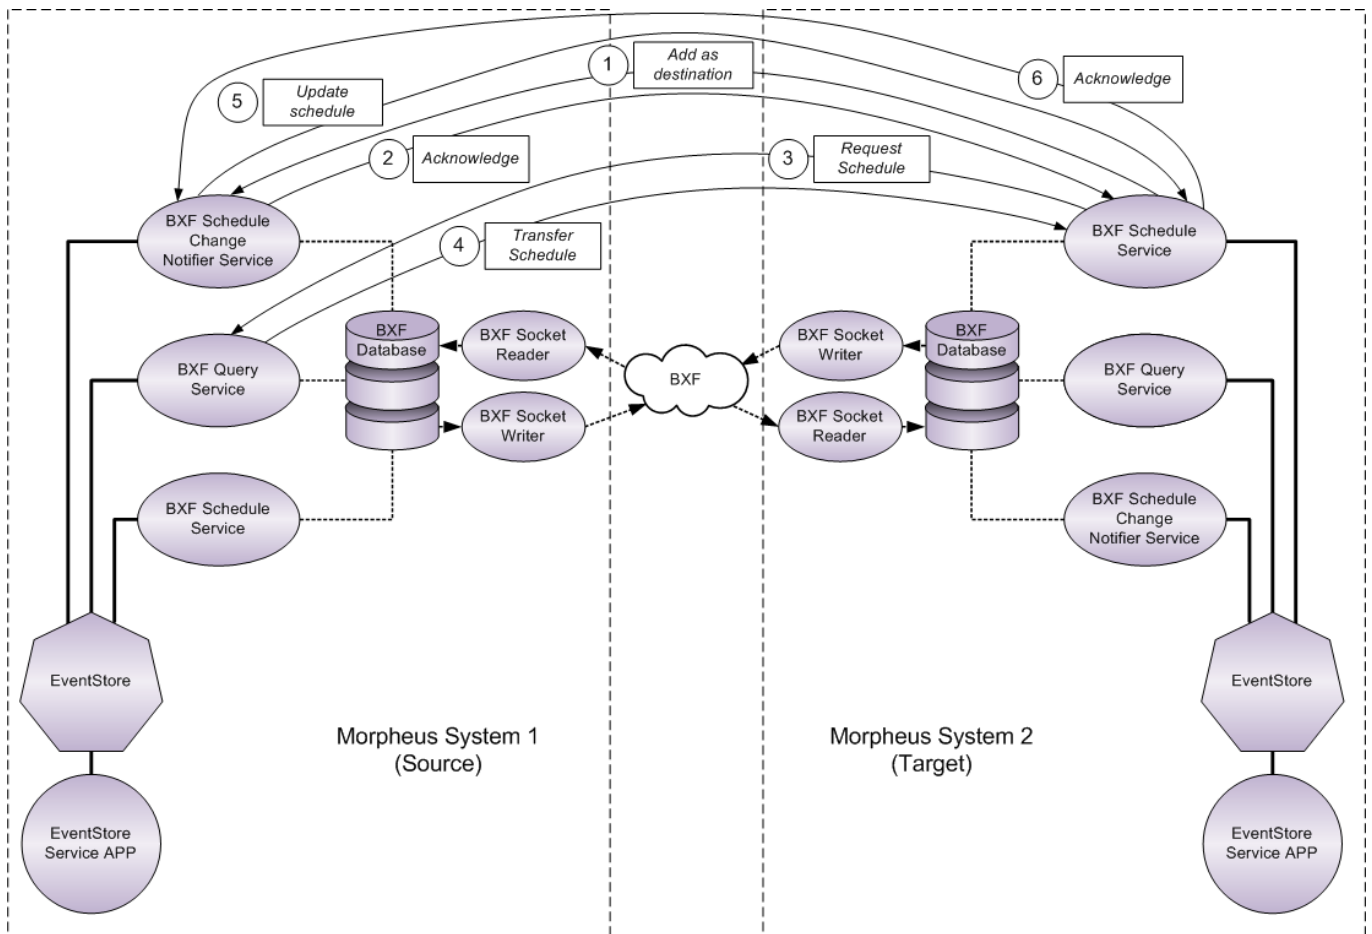 1
Add as
destination
6
Acknowledge
5
Update
schedule
2
Acknowledge
3
Request
Schedule
4
Transfer
Schedule
BXF Schedule
Change
Notifier Service
BXF Schedule
Service
BXF
Database
BXF Socket
Reader
BXF Query
Service
BXF Socket
Writer
BXF
BXF Socket
Writer
BXF Socket
Reader
BXF
Database
BXF Query
Service
BXF Schedule
Service
BXF Schedule
Change
Notifier Service
EventStore
EventStore
Morpheus System 1
(Source)
Morpheus System 2
(Target)
EventStore
Service APP
EventStore
Service APP